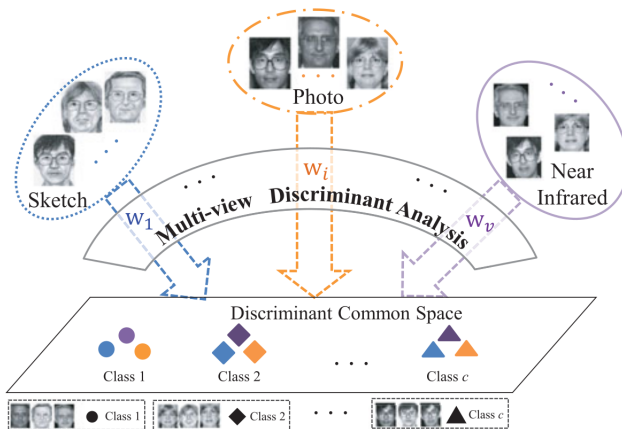 Photo
Sketch
Near
Infrared
w₁
wᵢ
wᵥ
Multi-view Discriminant Analysis
Discriminant Common Space
Class 1
Class 2
Class c
Class 1
Class 2
Class c